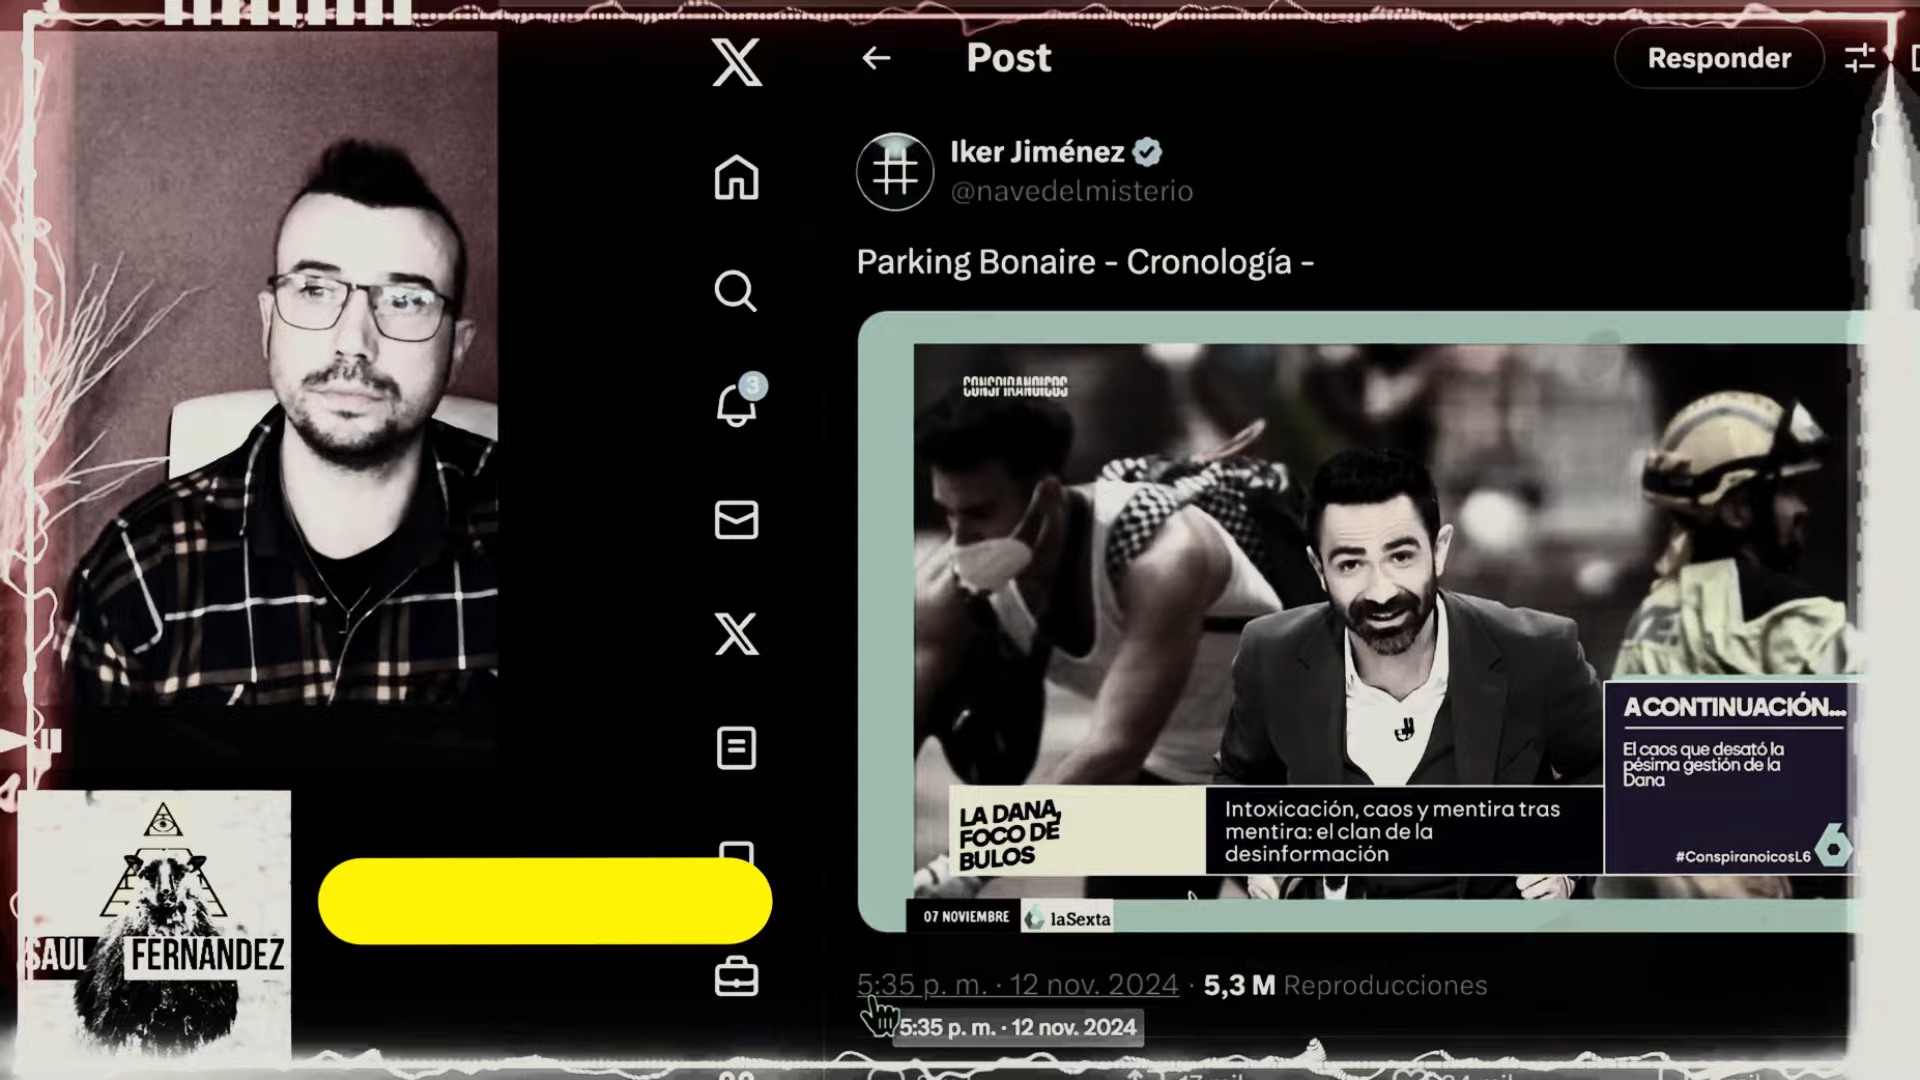 Post
Responder
Iker Jiménez
@navedelmisterio
Parking Bonaire - Cronología -
3
CONSPIRANOICOS
A CONTINUACIÓN...
El caos que desató la
pésima gestión de la
Dana
#ConspiranoicosL6
LA DANA,
FOCO DE
BULOS
Intoxicación, caos y mentira tras
mentira: el clan de la
desinformación
07 NOVIEMBRE
laSexta
SAUL FERNANDEZ
5:35 p. m. · 12 nov. 2024 · 5,3 M Reproducciones
5:35 p. m. · 12 nov. 2024